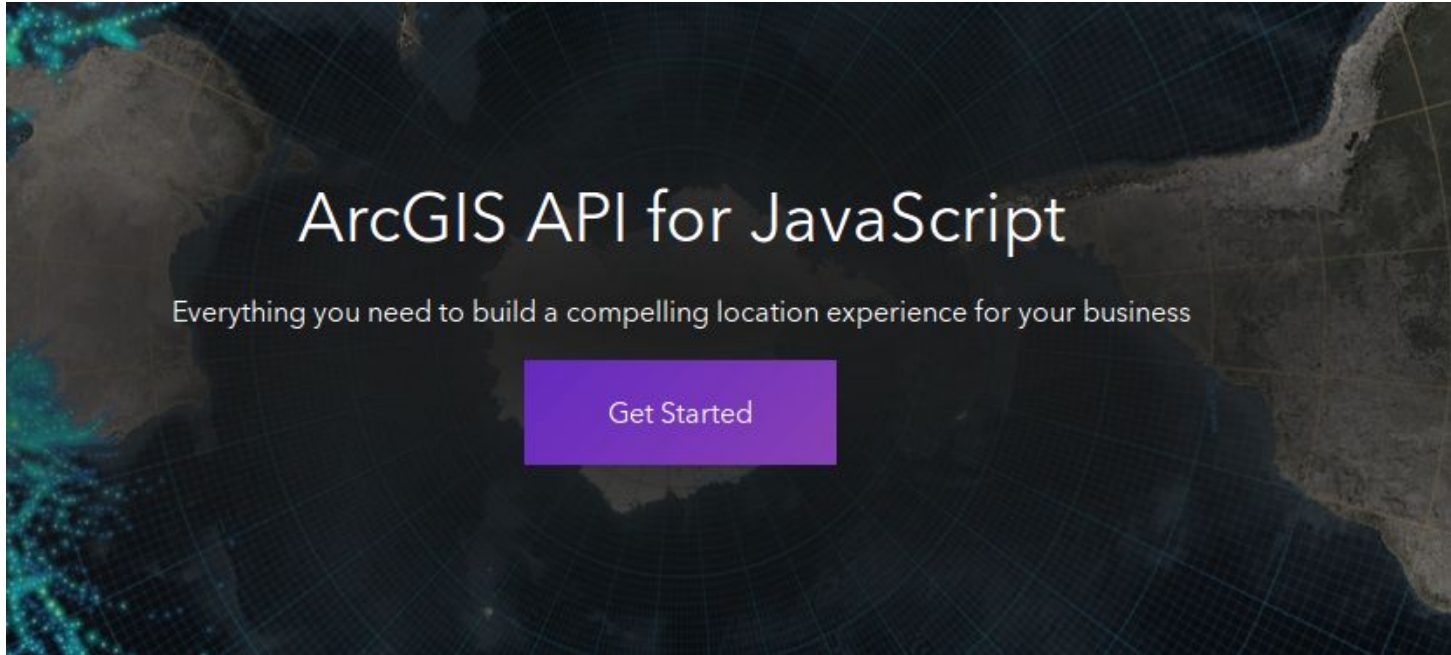 ArcGIS API for JavaScript
Everything you need to build a compelling location experience for your business
Get Started